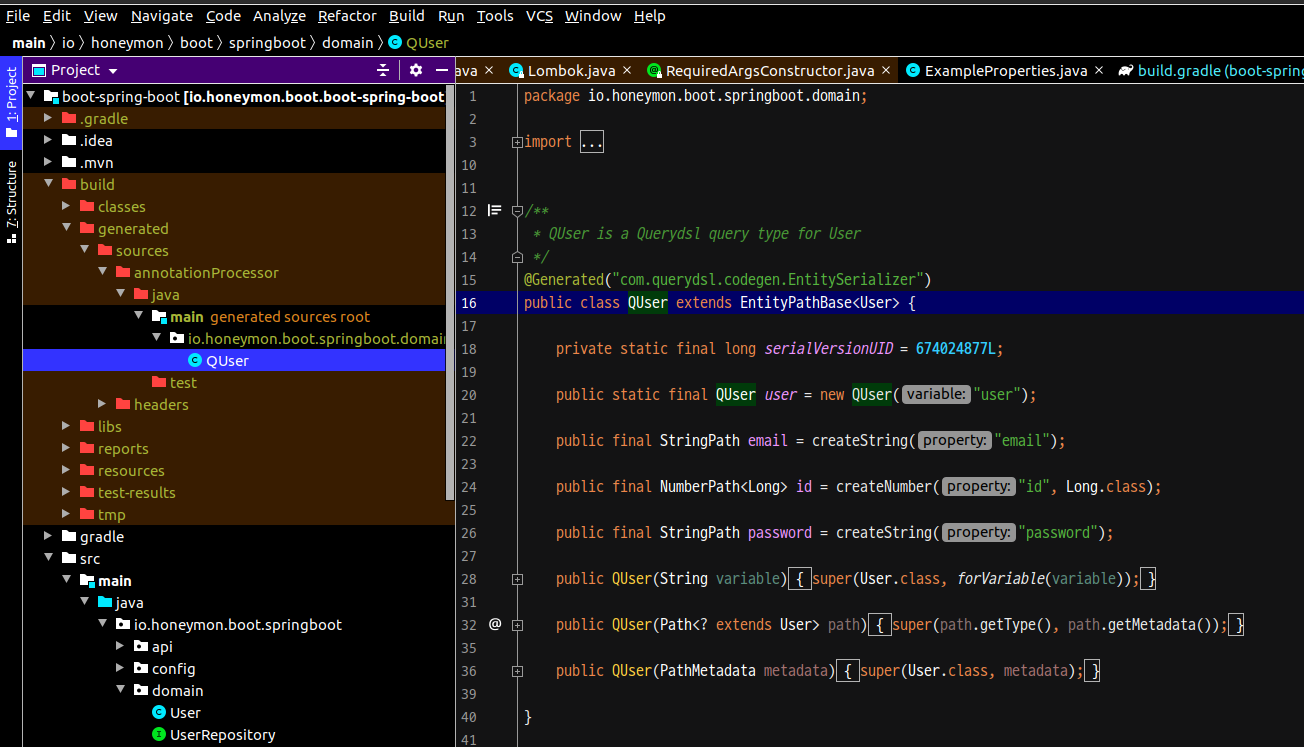 File Edit View Navigate Code Analyze Refactor Build Run Tools VCS Window Help
main io honeymon boot springboot domain QUser
1: Project
7: Structure
Project
boot-spring-boot [io.honeymon.boot.boot-spring-boot
.gradle
.idea
.mvn
build
classes
generated
sources
annotationProcessor
java
main generated sources root
io.honeymon.boot.springboot.domai
QUser
test
headers
libs
reports
resources
test-results
tmp
gradle
src
main
java
io.honeymon.boot.springboot
api
config
domain
User
UserRepository
ava Lombok.java RequiredArgsConstructor.java ExampleProperties.java build.gradle (boot-spring
1 package io.honeymon.boot.springboot.domain;
2
3 import ...
10
11
12 /**
13 * QUser is a Querydsl query type for User
14 */
15 @Generated("com.querydsl.codegen.EntitySerializer")
16 public class QUser extends EntityPathBase<User> {
17
18 private static final long serialVersionUID = 674024877L;
19
20 public static final QUser user = new QUser( variable: "user");
21
22 public final StringPath email = createString( property: "email");
23
24 public final NumberPath<Long> id = createNumber( property: "id", Long.class);
25
26 public final StringPath password = createString( property: "password");
27
28 public QUser(String variable) { super(User.class, forVariable(variable)); }
31
32 @ public QUser(Path<? extends User> path) { super(path.getType(), path.getMetadata()); }
35
36 public QUser(PathMetadata metadata) { super(User.class, metadata); }
39
40 }
41